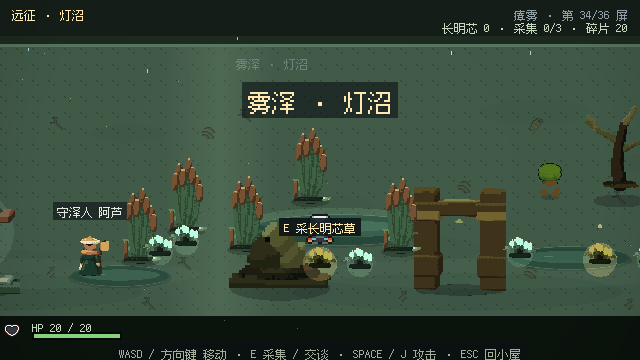 远征 · 灯沼
瘴雾 · 第 34/36 屏
长明芯 0 · 采集 0/3 · 碎片 20
雾泽 · 灯沼
雾泽 · 灯沼
守泽人 阿芦
E 采长明芯草
HP 20 / 20
WASD / 方向键 移动 · E 采集 / 交谈 · SPACE / J 攻击 · ESC 回小屋